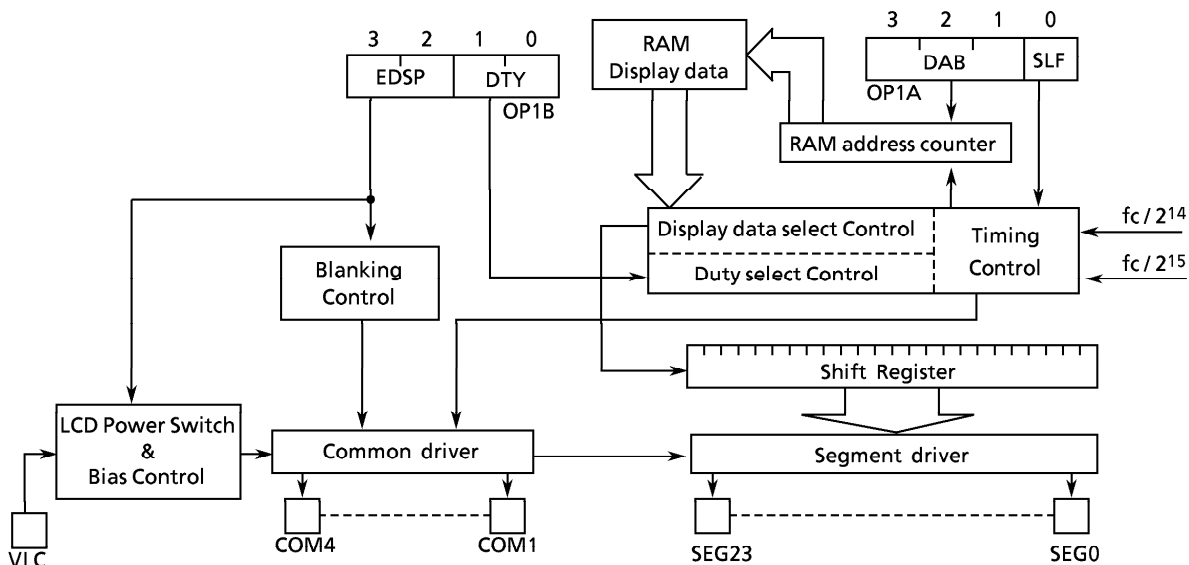 3 2 1 0
EDSP DTY
OP1B
RAM
Display data
3 2 1 0
DAB SLF
OP1A
RAM address counter
Display data select Control
Duty select Control
Timing
Control
fc / 2¹⁴
fc / 2¹⁵
Blanking
Control
Shift Register
LCD Power Switch
&
Bias Control
Common driver
Segment driver
VLC
COM4
COM1
SEG23
SEG0